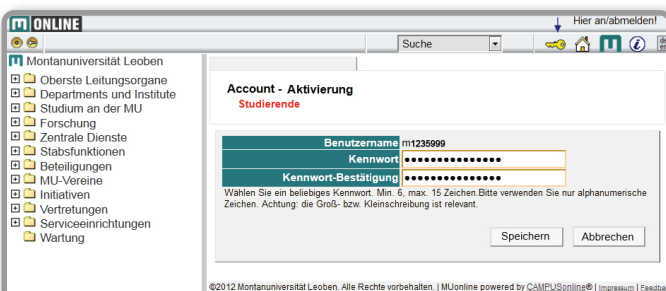 MU ONLINE
Hier an/abmelden!
Suche
Montanuniversität Leoben
Oberste Leitungsorgane
Departments und Institute
Studium an der MU
Forschung
Zentrale Dienste
Stabsfunktionen
Beteiligungen
MU-Vereine
Initiativen
Vertretungen
Serviceeinrichtungen
Wartung
Account - Aktivierung
Studierende
Benutzername m1235999
Kennwort ●●●●●●●●●●●●●●●
Kennwort-Bestätigung ●●●●●●●●●●●●●●●
Wählen Sie ein beliebiges Kennwort. Min. 6, max. 15 Zeichen.Bitte verwenden Sie nur alphanumerische
Zeichen. Achtung: die Groß- bzw. Kleinschreibung ist relevant.
Speichern Abbrechen
©2012 Montanuniversität Leoben. Alle Rechte vorbehalten. | MUonline powered by CAMPUSonline® | Impressum | Feedba